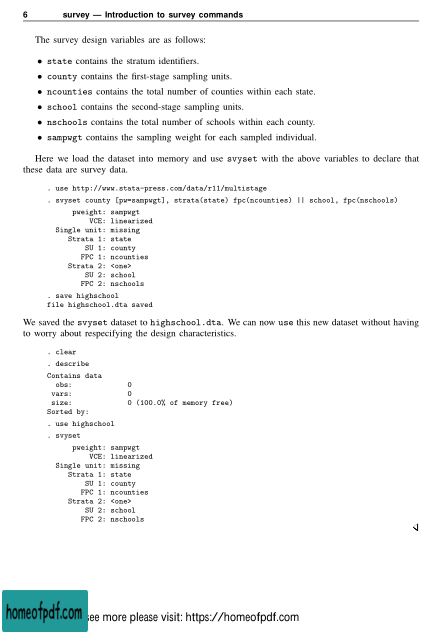 6 survey — Introduction to survey commands
The survey design variables are as follows:
• state contains the stratum identifiers.
• county contains the first-stage sampling units.
• ncounties contains the total number of counties within each state.
• school contains the second-stage sampling units.
• nschools contains the total number of schools within each county.
• sampwgt contains the sampling weight for each sampled individual.
Here we load the dataset into memory and use svyset with the above variables to declare that
these data are survey data.
. use http://www.stata-press.com/data/r11/multistage
. svyset county [pw=sampwgt], strata(state) fpc(ncounties) || school, fpc(nschools)
pweight: sampwgt
VCE: linearized
Single unit: missing
Strata 1: state
SU 1: county
FPC 1: ncounties
Strata 2: <one>
SU 2: school
FPC 2: nschools
. save highschool
file highschool.dta saved
We saved the svyset dataset to highschool.dta. We can now use this new dataset without having
to worry about respecifying the design characteristics.
. clear
. describe
Contains data
obs: 0
vars: 0
size: 0 (100.0% of memory free)
Sorted by:
. use highschool
. svyset
pweight: sampwgt
VCE: linearized
Single unit: missing
Strata 1: state
SU 1: county
FPC 1: ncounties
Strata 2: <one>
SU 2: school
FPC 2: nschools
homeofpdf.com
see more please visit: https://homeofpdf.com